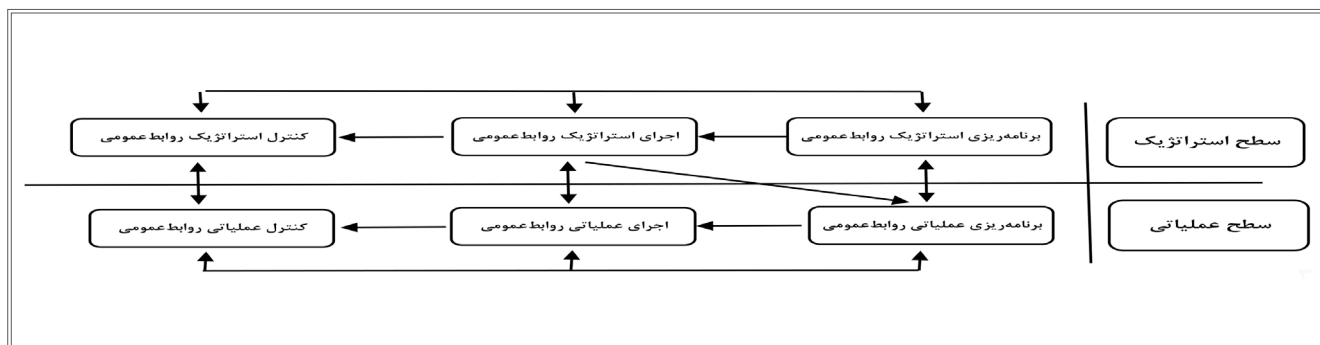 سطح استراتژیک
برنامه‌ریزی استراتژیک روابط‌عمومی
اجرای استراتژیک روابط‌عمومی
کنترل استراتژیک روابط‌عمومی
سطح عملیاتی
برنامه‌ریزی عملیاتی روابط‌عمومی
اجرای عملیاتی روابط‌عمومی
کنترل عملیاتی روابط‌عمومی
۳